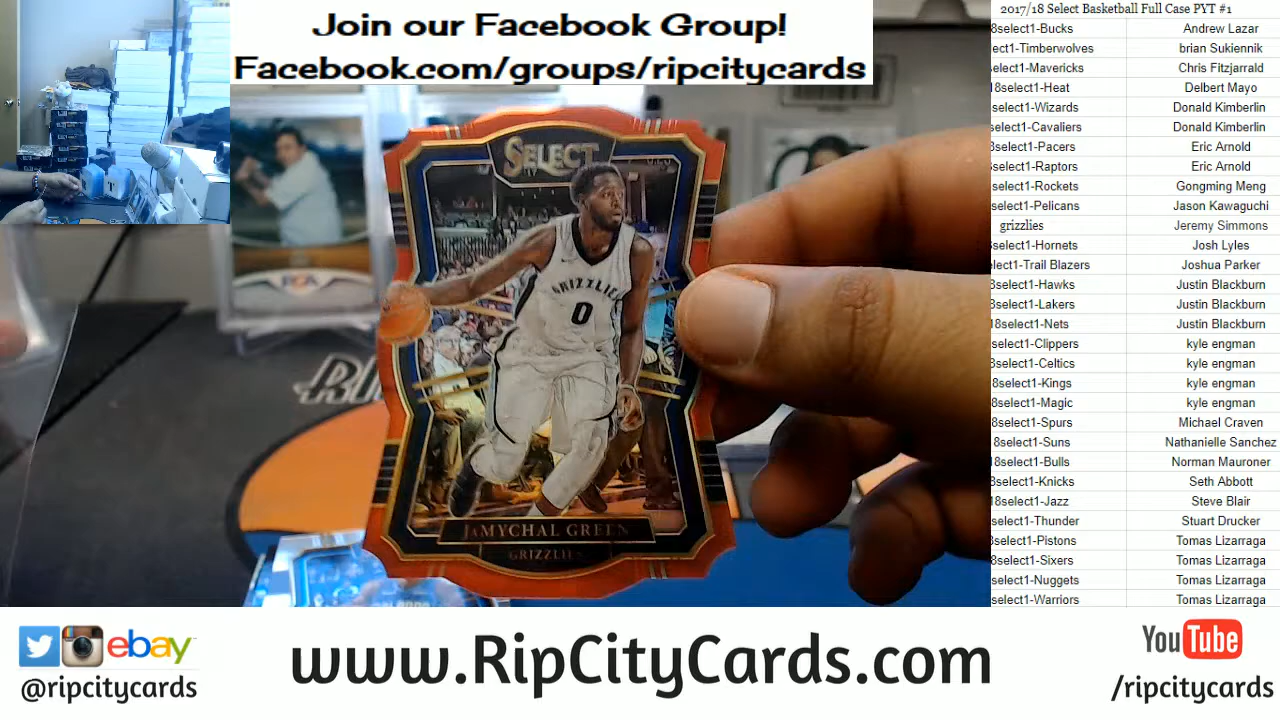 Join our Facebook Group!
Facebook.com/groups/ripcitycards
SELECT
GRIZZLIES
0
JAMYCHAL GREEN
GRIZZLIES
2017/18 Select Basketball Full Case PYT #1
8select1-Bucks Andrew Lazar
lect1-Timberwolves brian Sukiennik
elect1-Mavericks Chris Fitzjarrald
18select1-Heat Delbert Mayo
select1-Wizards Donald Kimberlin
select1-Cavaliers Donald Kimberlin
8select1-Pacers Eric Arnold
select1-Raptors Eric Arnold
select1-Rockets Gongming Meng
select1-Pelicans Jason Kawaguchi
grizzlies Jeremy Simmons
select1-Hornets Josh Lyles
lect1-Trail Blazers Joshua Parker
8select1-Hawks Justin Blackburn
select1-Lakers Justin Blackburn
18select1-Nets Justin Blackburn
select1-Clippers kyle engman
8select1-Celtics kyle engman
8select1-Kings kyle engman
8select1-Magic kyle engman
8select1-Spurs Michael Craven
8select1-Suns Nathanielle Sanchez
18select1-Bulls Norman Mauroner
8select1-Knicks Seth Abbott
18select1-Jazz Steve Blair
select1-Thunder Stuart Drucker
select1-Pistons Tomas Lizarraga
8select1-Sixers Tomas Lizarraga
select1-Nuggets Tomas Lizarraga
select1-Warriors Tomas Lizarraga
ebay
@ripcitycards
www.RipCityCards.com
YouTube
/ripcitycards